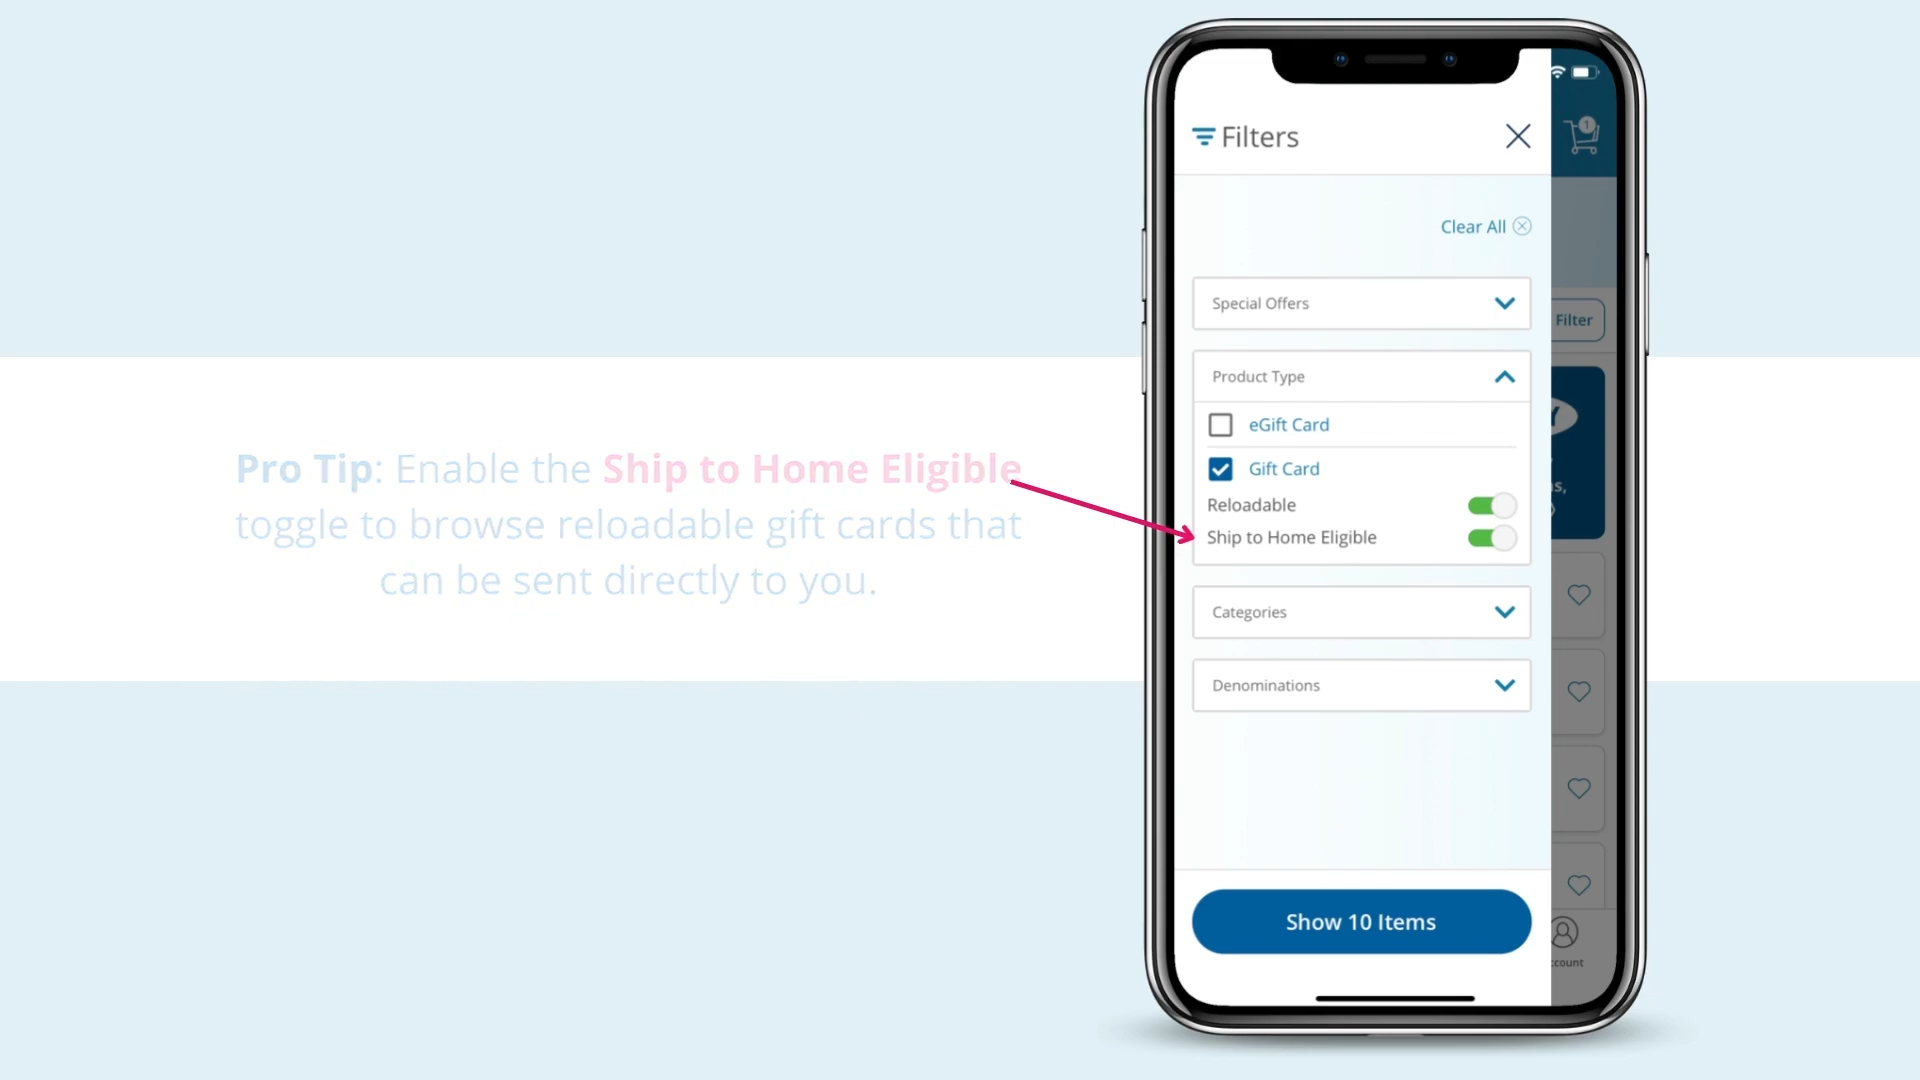 Pro Tip: Enable the Ship to Home Eligible
toggle to browse reloadable gift cards that
can be sent directly to you.
Filters
1
Clear All
Special Offers
Filter
Product Type
eGift Card
Gift Card
Reloadable
Ship to Home Eligible
Categories
Denominations
Show 10 Items